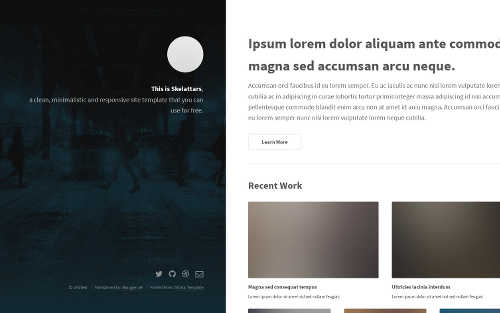 This is Skelattars,
a clean, minimalistic and responsive site template that you can
use for free.
Ipsum lorem dolor aliquam ante commod
magna sed accumsan arcu neque.
Accumsan orci faucibus id eu lorem semper. Eu ac iaculis ac nunc nisi lorem vulputate lorem
cubilia ac in adipiscing in curae lobortis tortor primis integer massa adipiscing id nisi accum
pellentesque commodo blandit enim arcu non at amet id arcu magna. Accumsan orci fauci
eu lorem semper nunc nisi lorem vulputate lorem neque cubilia.
Learn More
Recent Work
Magna sed consequat tempus
Lorem ipsum dolor sit amet nisl sed nullam feugiat.
Ultricies lacinia interdum
Lorem ipsum dolor sit amet nisl sed nullam feugiat.